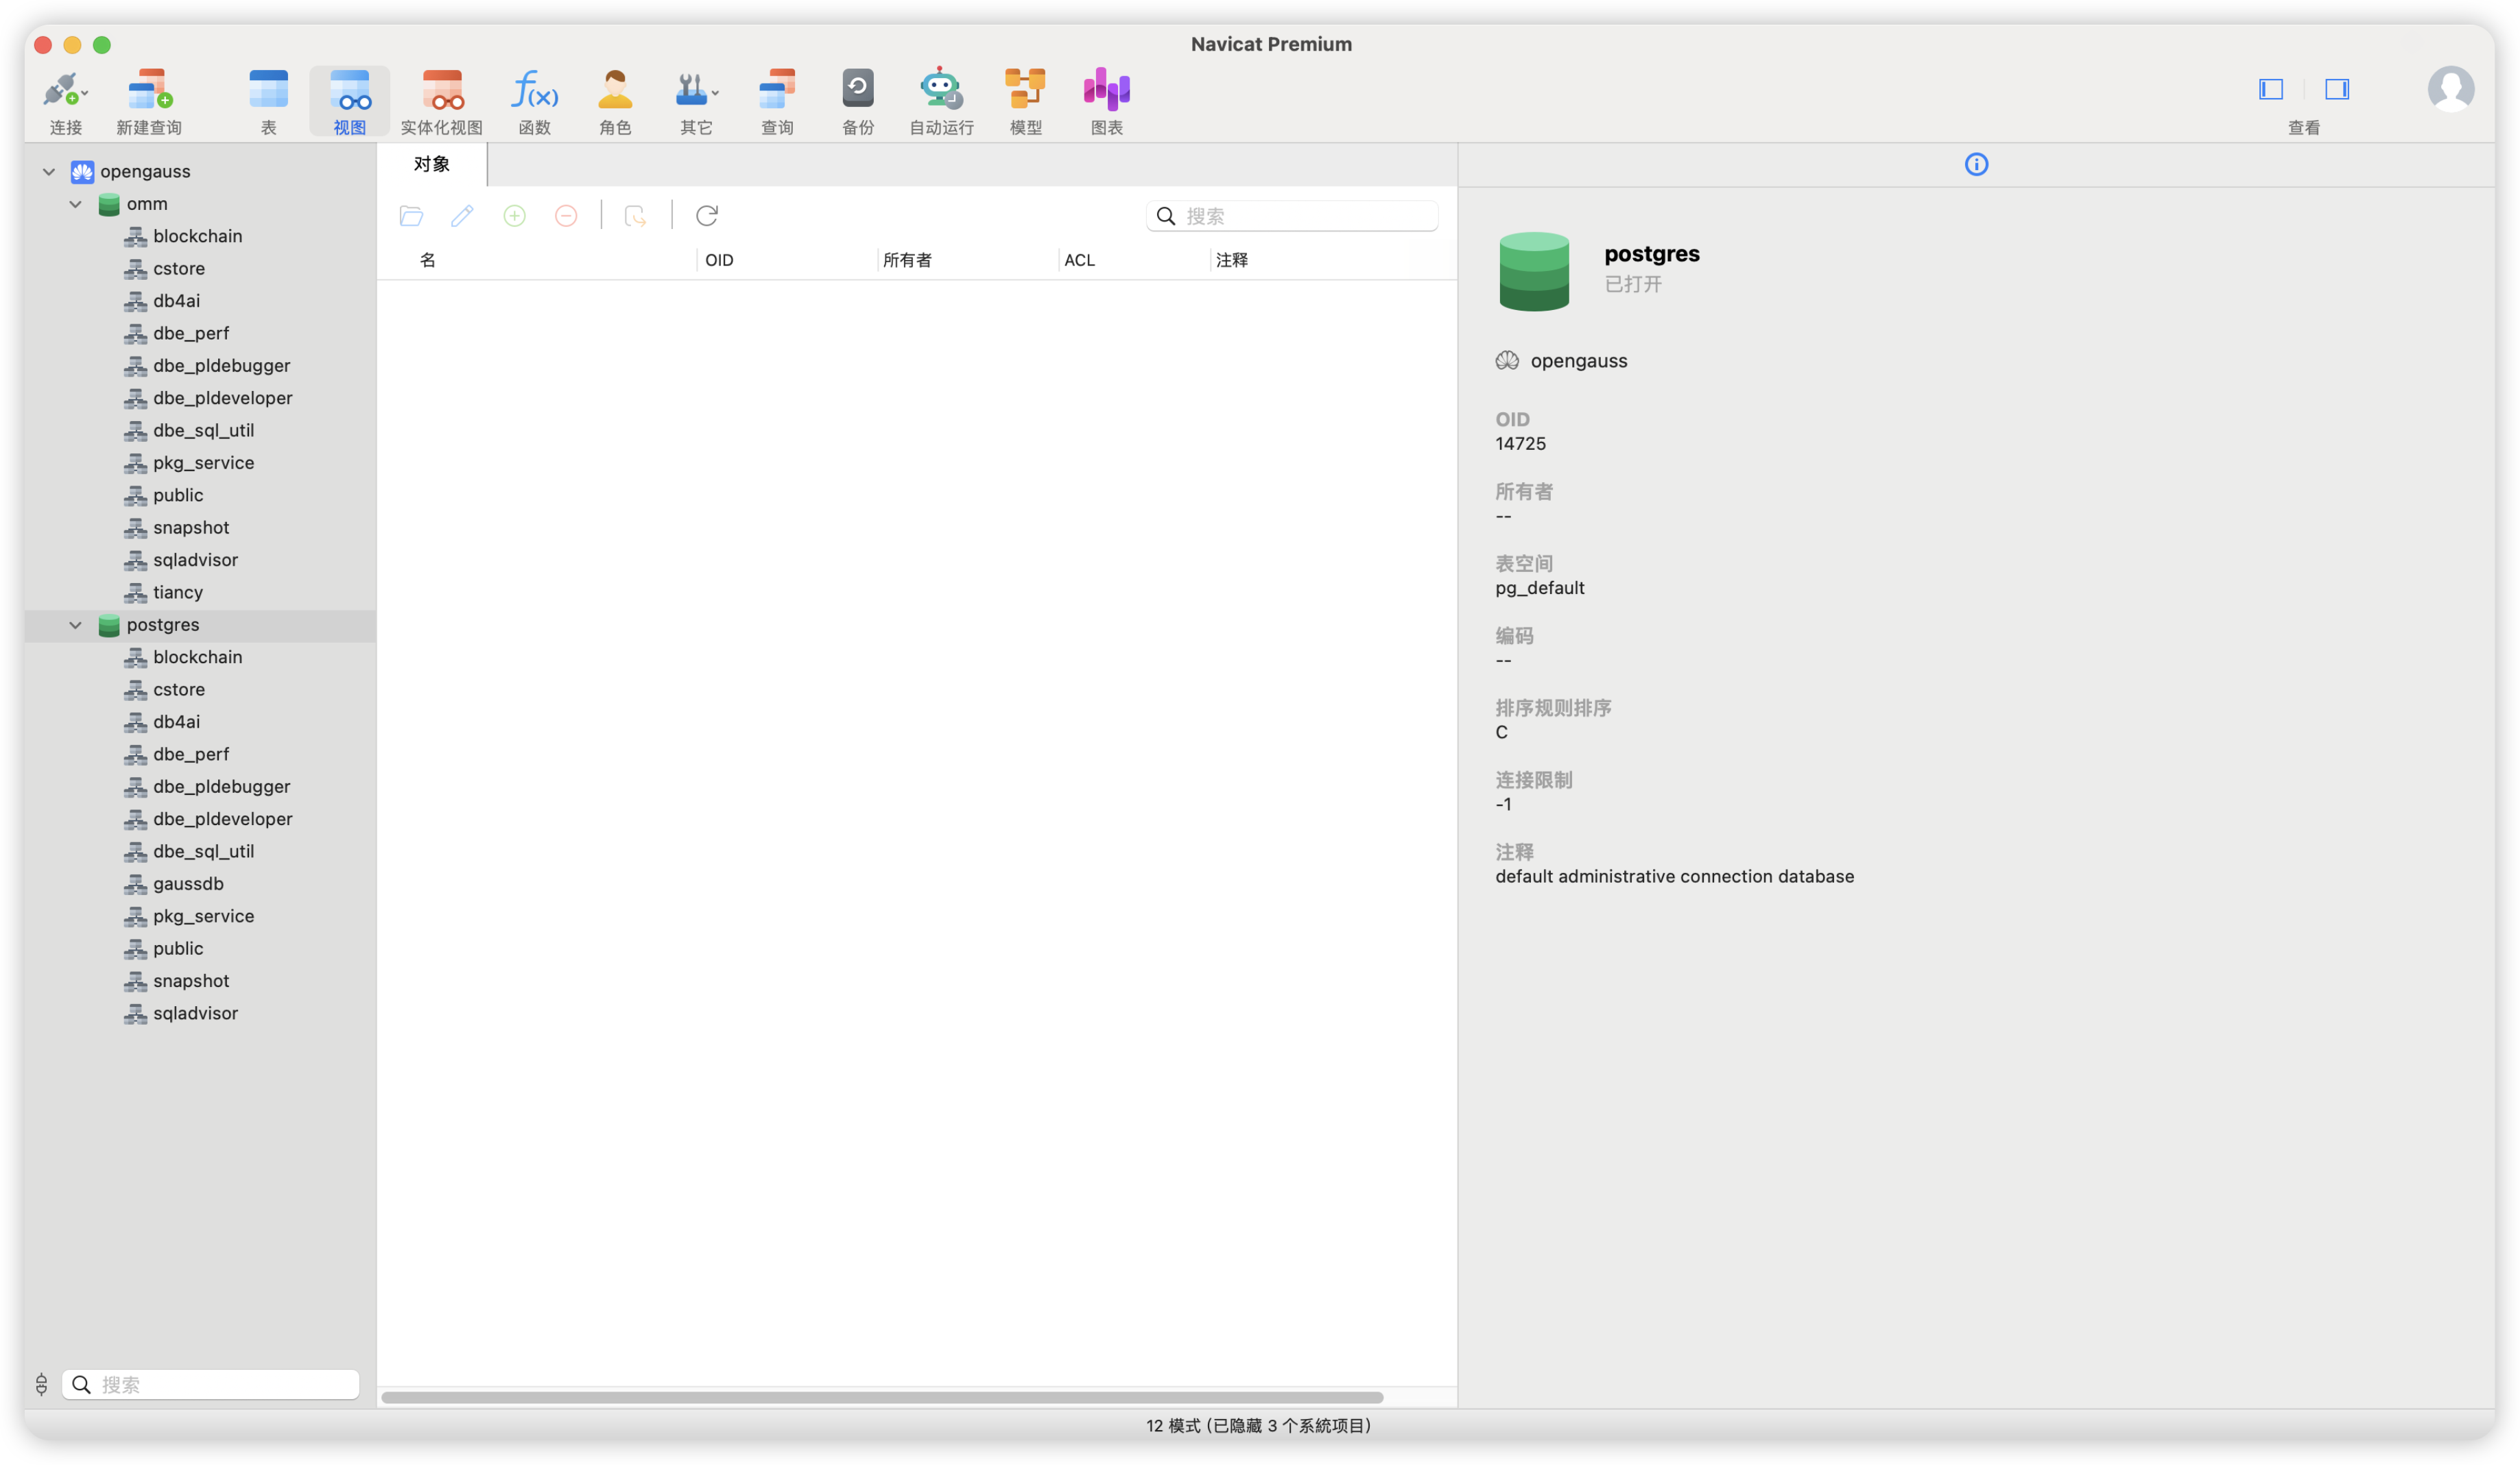 Navicat Premium
连接
新建查询
表
视图
实体化视图
函数
角色
其它
查询
备份
自动运行
模型
图表
查看
opengauss
omm
blockchain
cstore
db4ai
dbe_perf
dbe_pldebugger
dbe_pldeveloper
dbe_sql_util
pkg_service
public
snapshot
sqladvisor
tiancy
postgres
blockchain
cstore
db4ai
dbe_perf
dbe_pldebugger
dbe_pldeveloper
dbe_sql_util
gaussdb
pkg_service
public
snapshot
sqladvisor
搜索
对象
搜索
名 OID 所有者 ACL 注释
postgres
已打开
opengauss
OID
14725
所有者
--
表空间
pg_default
编码
--
排序规则排序
C
连接限制
-1
注释
default administrative connection database
12 模式 (已隐藏 3 个系統项目)